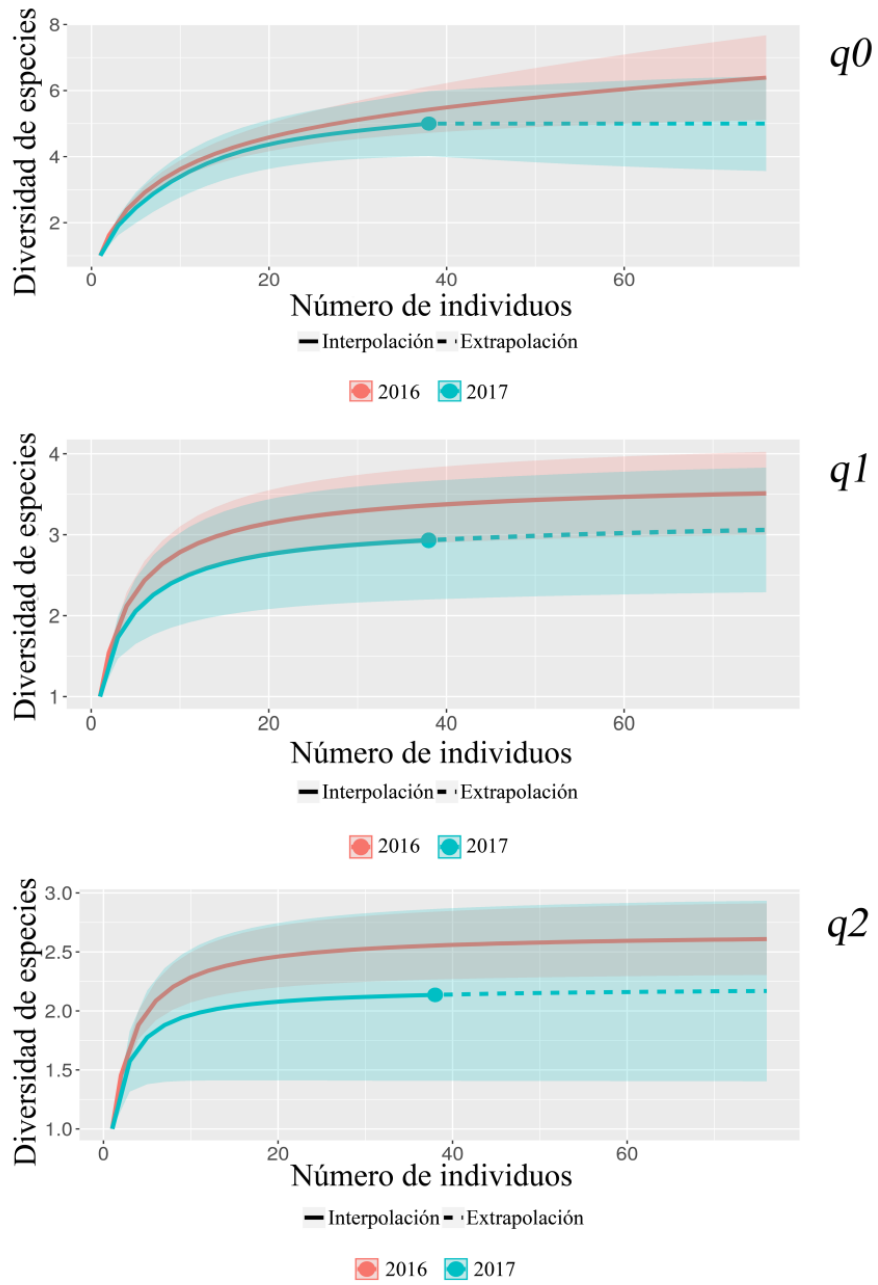 8
6
4
2
Diversidad de especies
q0
0 20 40 60
Número de individuos
Interpolación Extrapolación
2016 2017
4
3
2
1
Diversidad de especies
q1
0 20 40 60
Número de individuos
Interpolación Extrapolación
2016 2017
3.0
2.5
2.0
1.5
1.0
Diversidad de especies
q2
0 20 40 60
Número de individuos
Interpolación Extrapolación
2016 2017